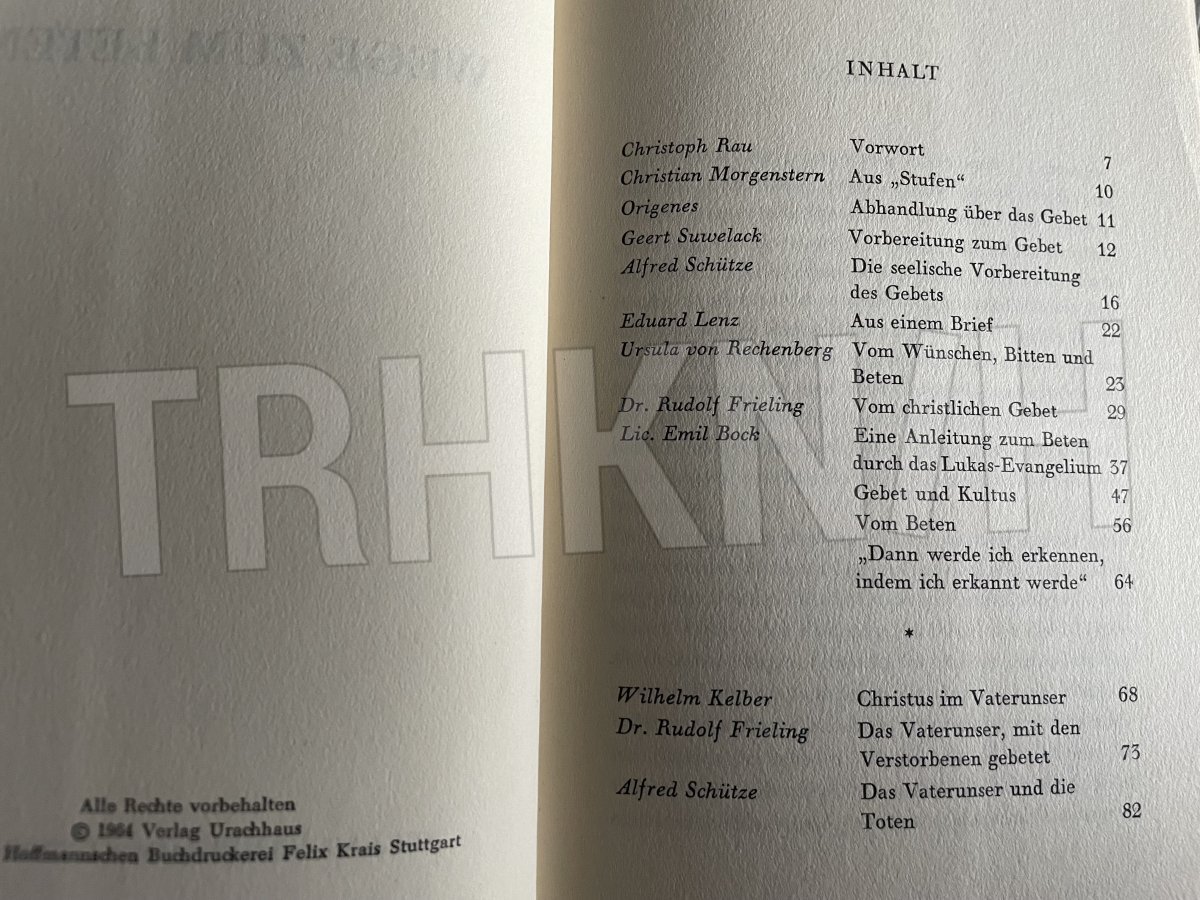 WEGE ZUM BETEN
Alle Rechte vorbehalten
© 1964 Verlag Urachhaus
Hoffmannschen Buchdruckerei Felix Krais Stuttgart
INHALT
Christoph Rau Vorwort 7
Christian Morgenstern Aus „Stufen“ 10
Origenes Abhandlung über das Gebet 11
Geert Suwelack Vorbereitung zum Gebet 12
Alfred Schütze Die seelische Vorbereitung
des Gebets 16
Eduard Lenz Aus einem Brief 22
Ursula von Rechenberg Vom Wünschen, Bitten und
Beten 23
Dr. Rudolf Frieling Vom christlichen Gebet 29
Lic. Emil Bock Eine Anleitung zum Beten
durch das Lukas-Evangelium 37
Gebet und Kultus 47
Vom Beten 56
„Dann werde ich erkennen,
indem ich erkannt werde“ 64
*
Wilhelm Kelber Christus im Vaterunser 68
Dr. Rudolf Frieling Das Vaterunser, mit den
Verstorbenen gebetet 73
Alfred Schütze Das Vaterunser und die
Toten 82
TRHKN/H